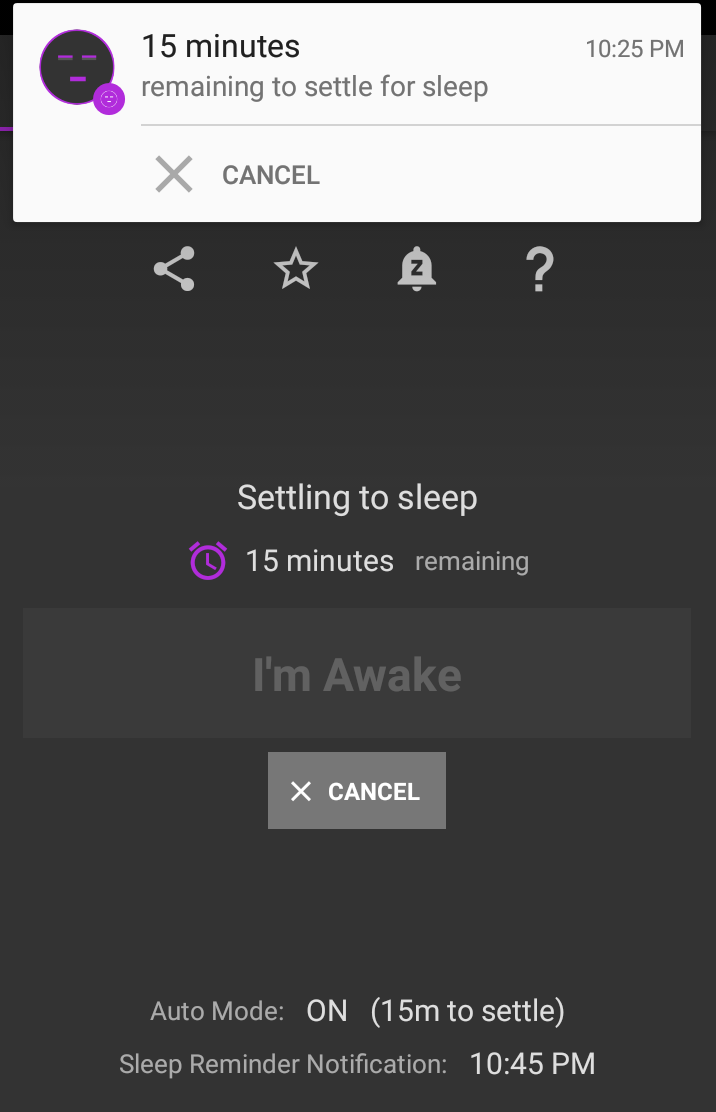 15 minutes 10:25 PM
remaining to settle for sleep
CANCEL
Z
?
Settling to sleep
15 minutes remaining
I'm Awake
CANCEL
Auto Mode: ON (15m to settle)
Sleep Reminder Notification: 10:45 PM